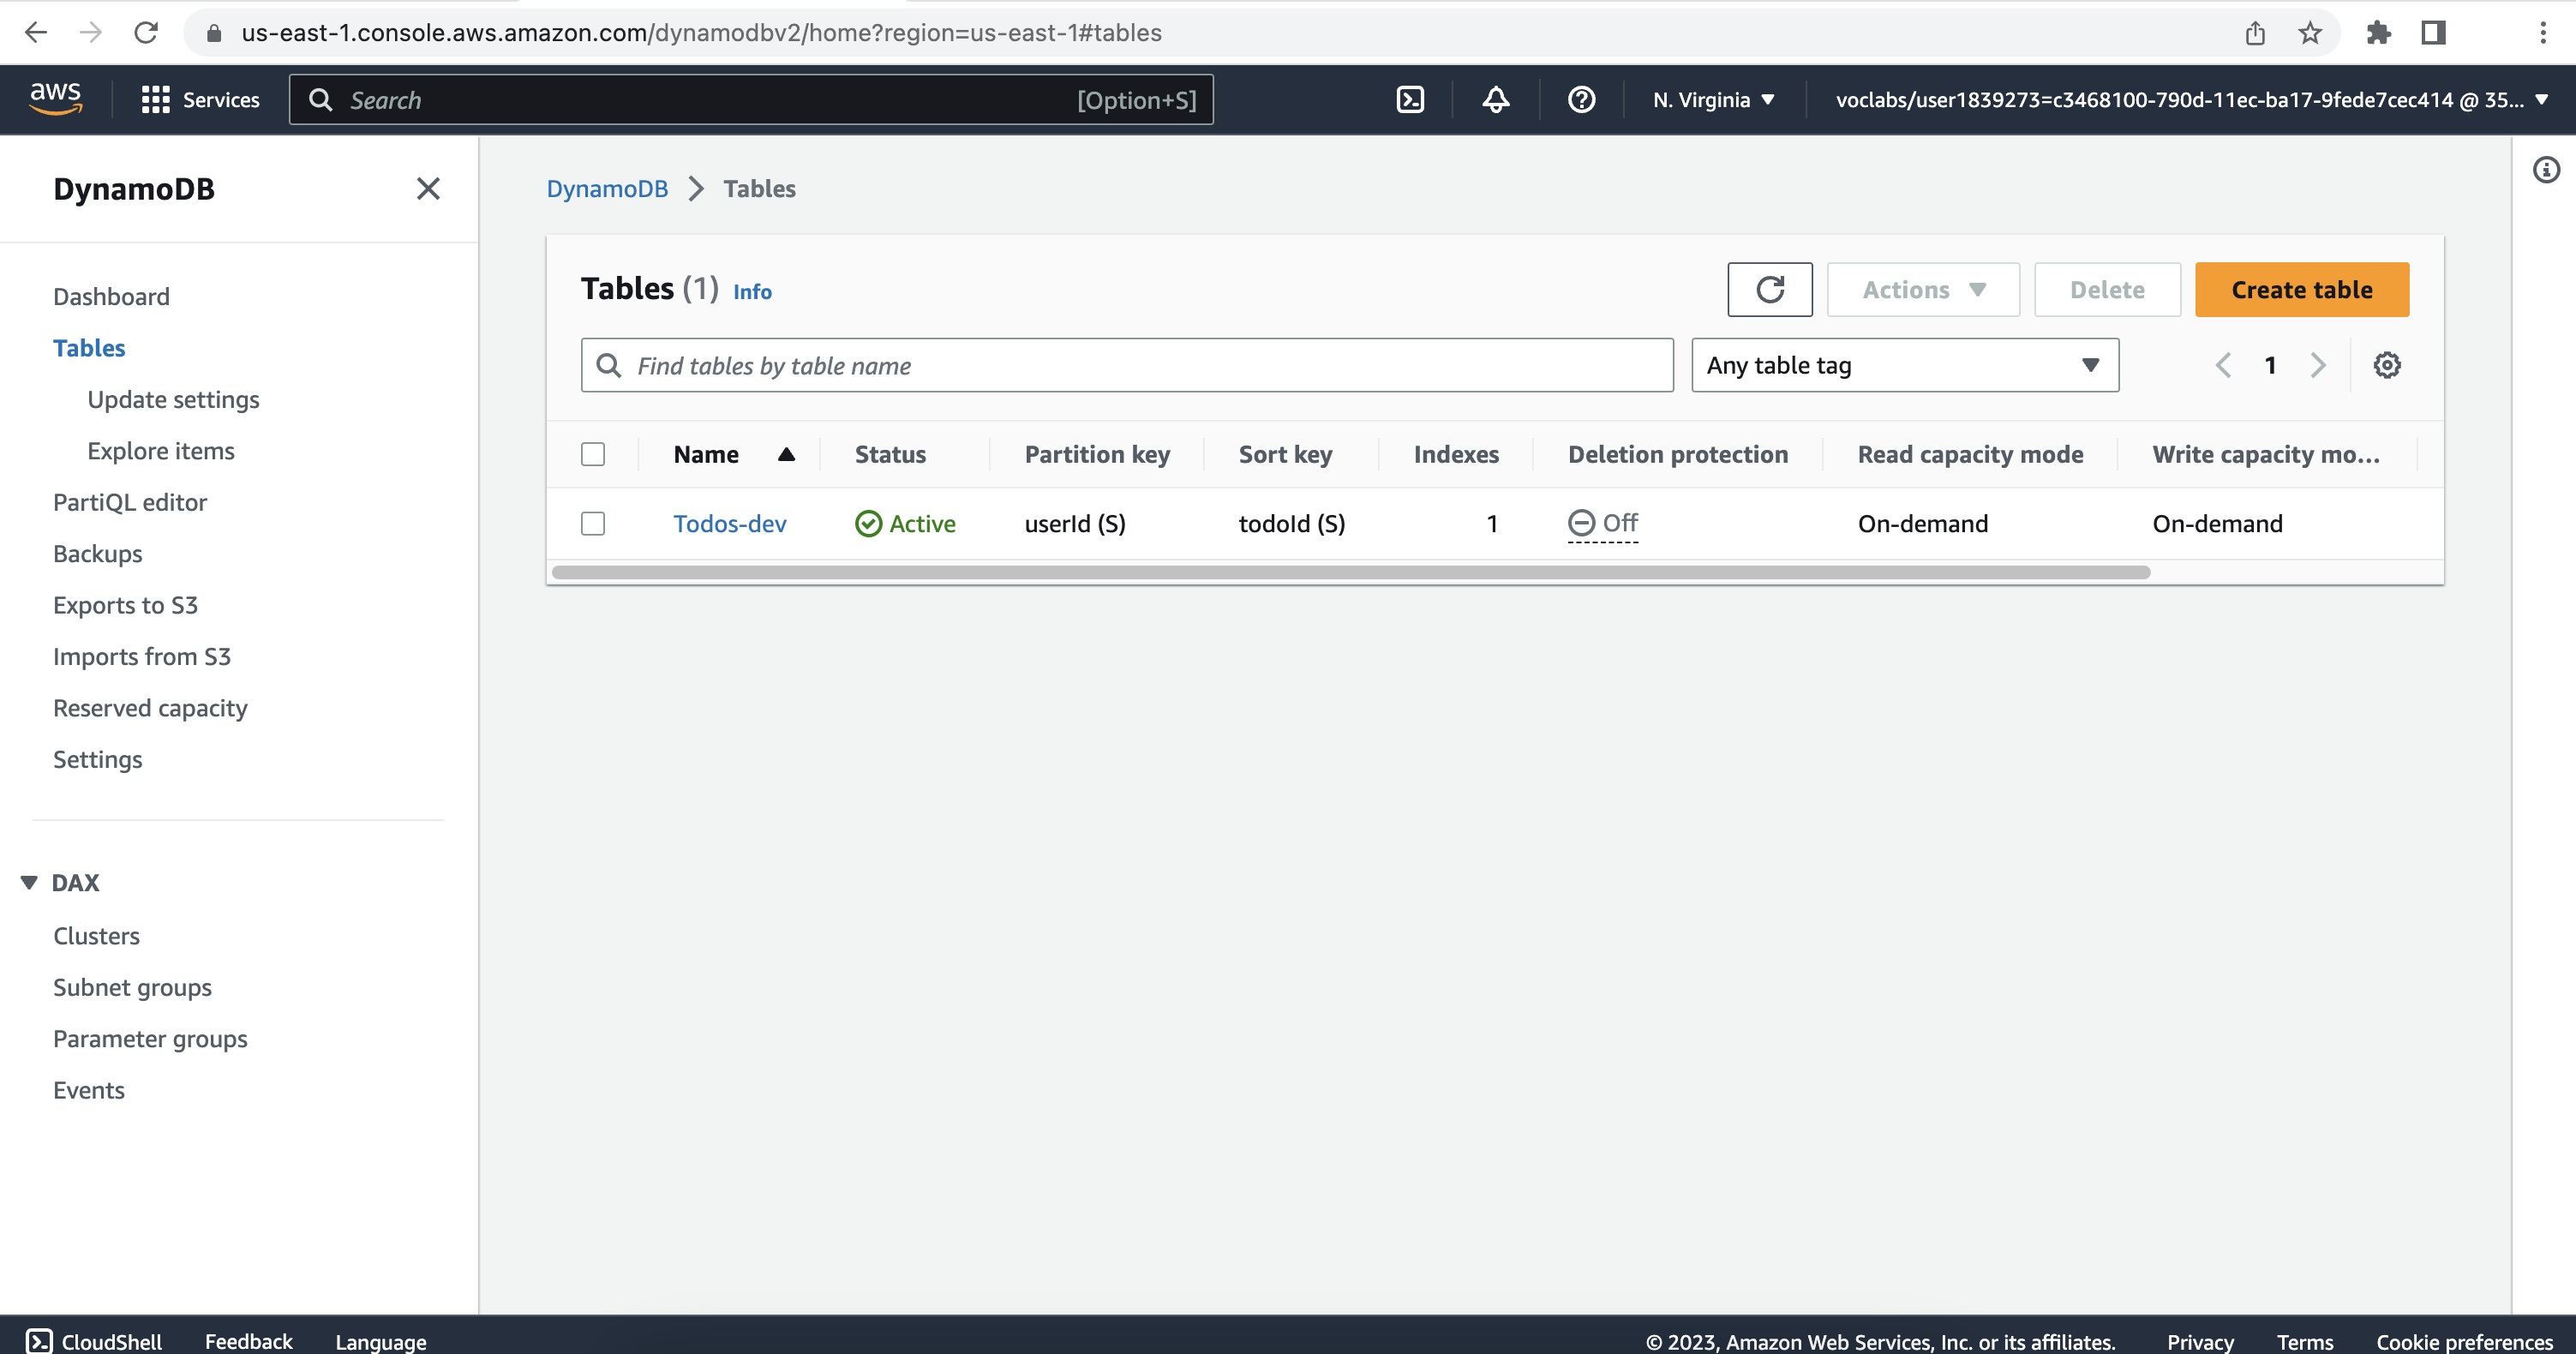 us-east-1.console.aws.amazon.com/dynamodbv2/home?region=us-east-1#tables
aws
Services
Search
[Option+S]
N. Virginia
voclabs/user1839273=c3468100-790d-11ec-ba17-9fede7cec414 @ 35...
DynamoDB
Dashboard
Tables
Update settings
Explore items
PartiQL editor
Backups
Exports to S3
Imports from S3
Reserved capacity
Settings
DAX
Clusters
Subnet groups
Parameter groups
Events
DynamoDB
Tables
Tables (1) Info
Actions
Delete
Create table
Find tables by table name
Any table tag
1
Name Status Partition key Sort key Indexes Deletion protection Read capacity mode Write capacity mo...
Todos-dev Active userId (S) todoId (S) 1 Off On-demand On-demand
CloudShell
Feedback
Language
© 2023, Amazon Web Services, Inc. or its affiliates.
Privacy
Terms
Cookie preferences